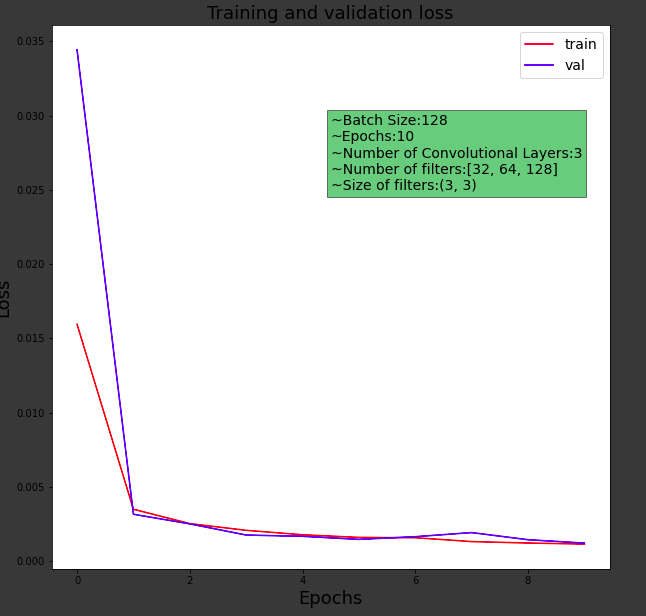 Training and validation loss
0.035
0.030
0.025
0.020
0.015
0.010
0.005
0.000
Loss
train
val
~Batch Size:128
~Epochs:10
~Number of Convolutional Layers:3
~Number of filters:[32, 64, 128]
~Size of filters:(3, 3)
0 2 4 6 8
Epochs